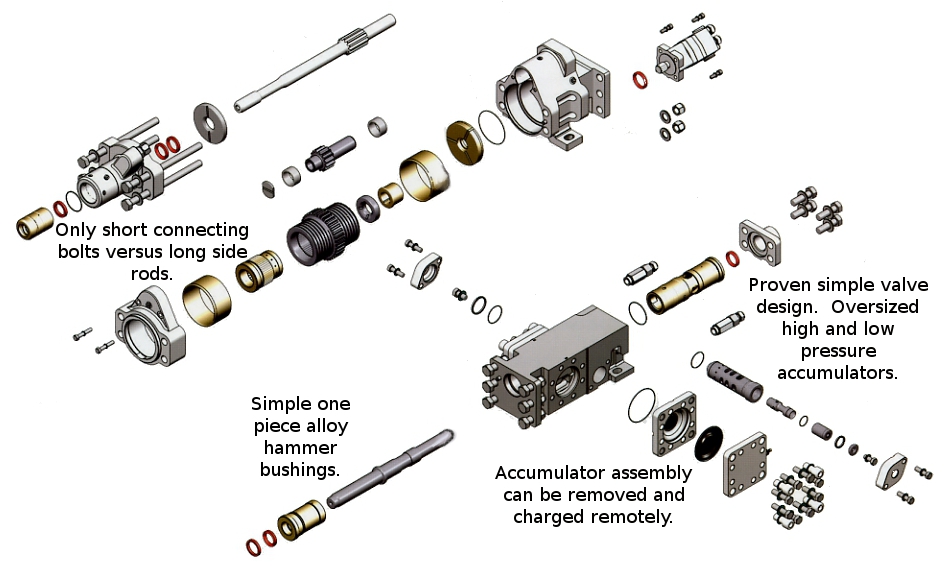 Only short connecting
bolts versus long side
rods.
Proven simple valve
design.  Oversized
high and low
pressure
accumulators.
Simple one
piece alloy
hammer
bushings.
Accumulator assembly
can be removed and
charged remotely.